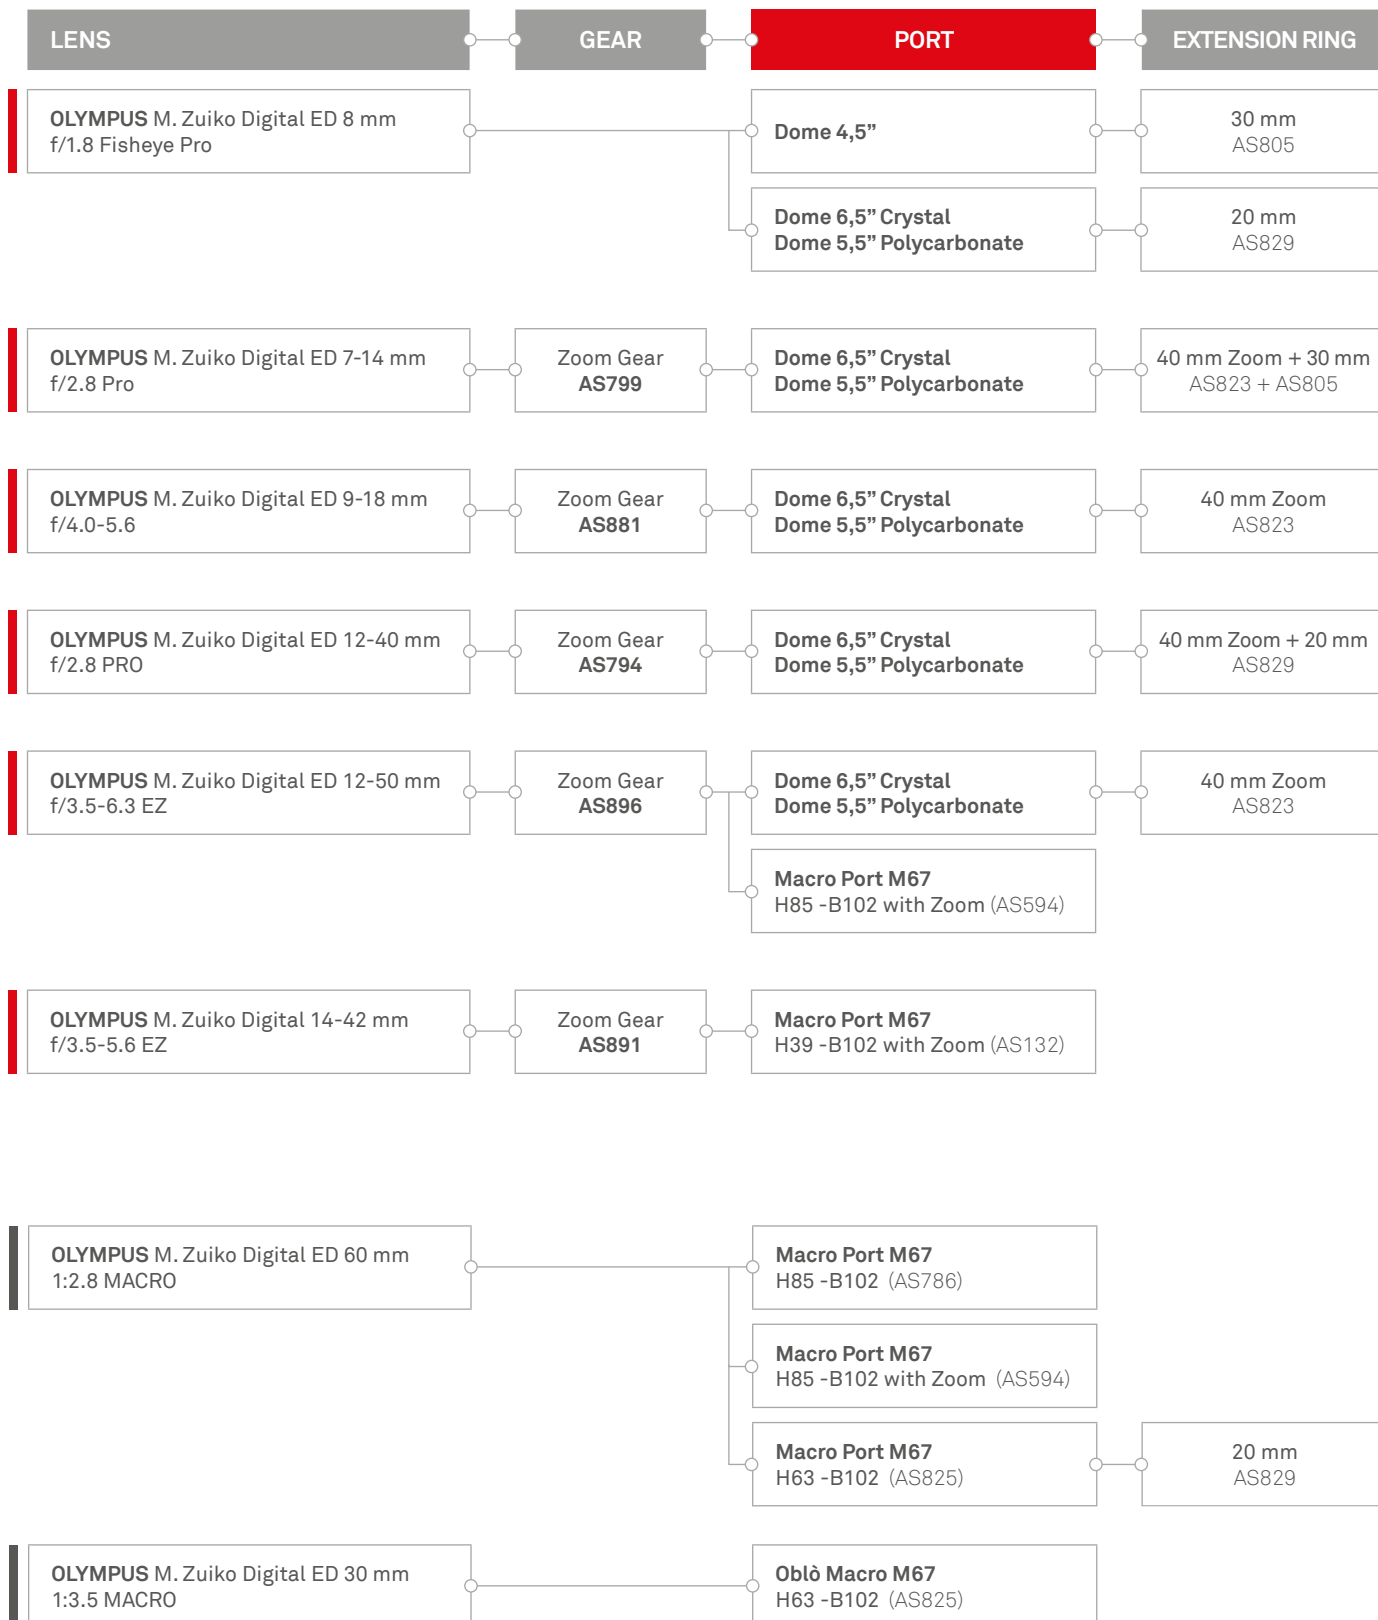 LENS GEAR PORT EXTENSION RING
OLYMPUS M. Zuiko Digital ED 8 mm
f/1.8 Fisheye Pro
Dome 4,5”
30 mm
AS805
Dome 6,5” Crystal
Dome 5,5” Polycarbonate
20 mm
AS829
OLYMPUS M. Zuiko Digital ED 7-14 mm
f/2.8 Pro
Zoom Gear
AS799
Dome 6,5” Crystal
Dome 5,5” Polycarbonate
40 mm Zoom + 30 mm
AS823 + AS805
OLYMPUS M. Zuiko Digital ED 9-18 mm
f/4.0-5.6
Zoom Gear
AS881
Dome 6,5” Crystal
Dome 5,5” Polycarbonate
40 mm Zoom
AS823
OLYMPUS M. Zuiko Digital ED 12-40 mm
f/2.8 PRO
Zoom Gear
AS794
Dome 6,5” Crystal
Dome 5,5” Polycarbonate
40 mm Zoom + 20 mm
AS829
OLYMPUS M. Zuiko Digital ED 12-50 mm
f/3.5-6.3 EZ
Zoom Gear
AS896
Dome 6,5” Crystal
Dome 5,5” Polycarbonate
40 mm Zoom
AS823
Macro Port M67
H85 -B102 with Zoom (AS594)
OLYMPUS M. Zuiko Digital 14-42 mm
f/3.5-5.6 EZ
Zoom Gear
AS891
Macro Port M67
H39 -B102 with Zoom (AS132)
OLYMPUS M. Zuiko Digital ED 60 mm
1:2.8 MACRO
Macro Port M67
H85 -B102 (AS786)
Macro Port M67
H85 -B102 with Zoom (AS594)
Macro Port M67
H63 -B102 (AS825)
20 mm
AS829
OLYMPUS M. Zuiko Digital ED 30 mm
1:3.5 MACRO
Oblò Macro M67
H63 -B102 (AS825)